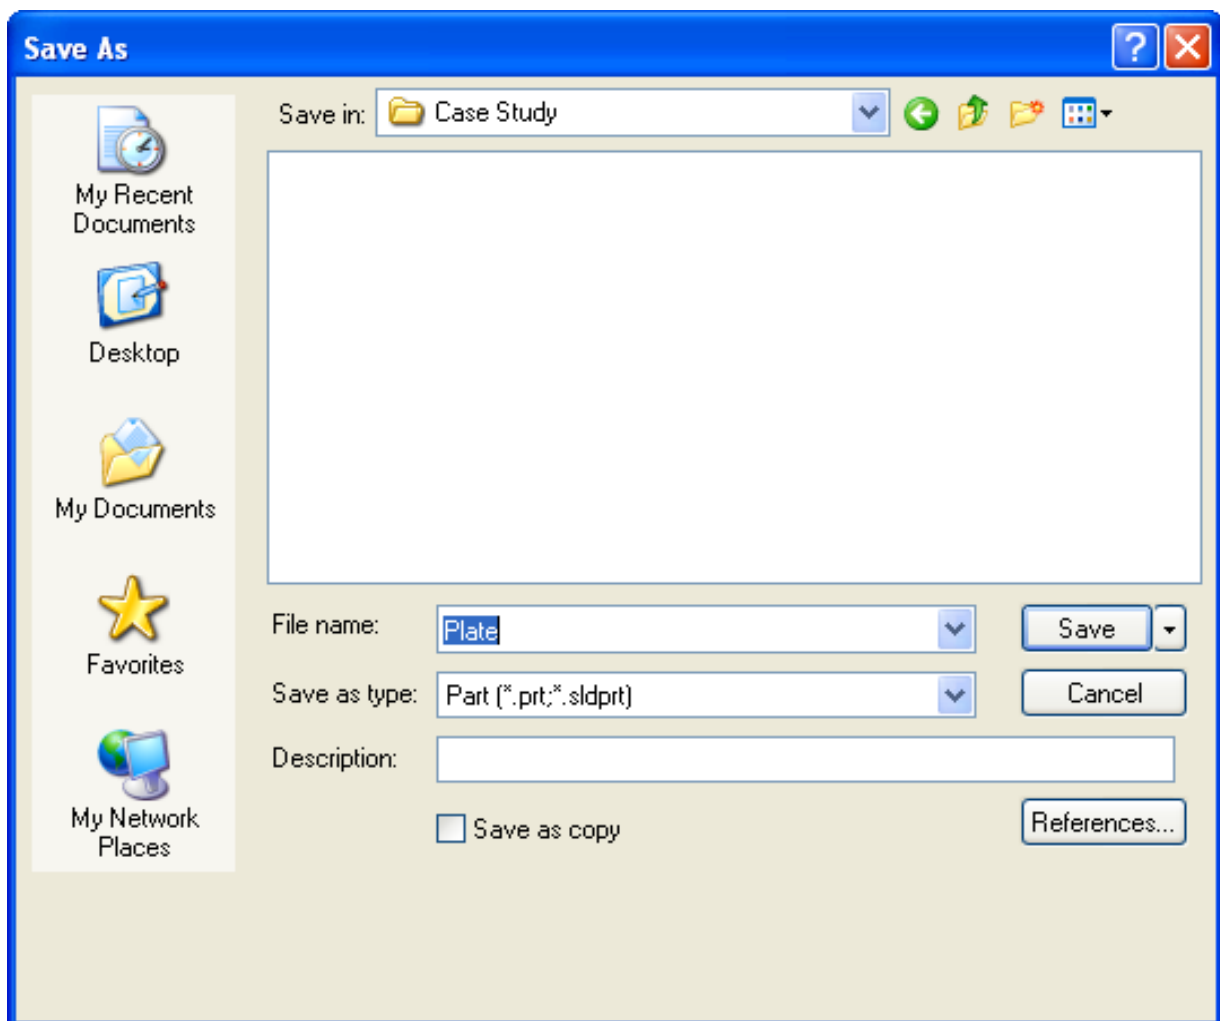 Save As
Save in: Case Study
My Recent
Documents
Desktop
My Documents
Favorites
My Network
Places
File name: Plate Save
Save as type: Part (*.prt;*.sldprt) Cancel
Description:
Save as copy References...